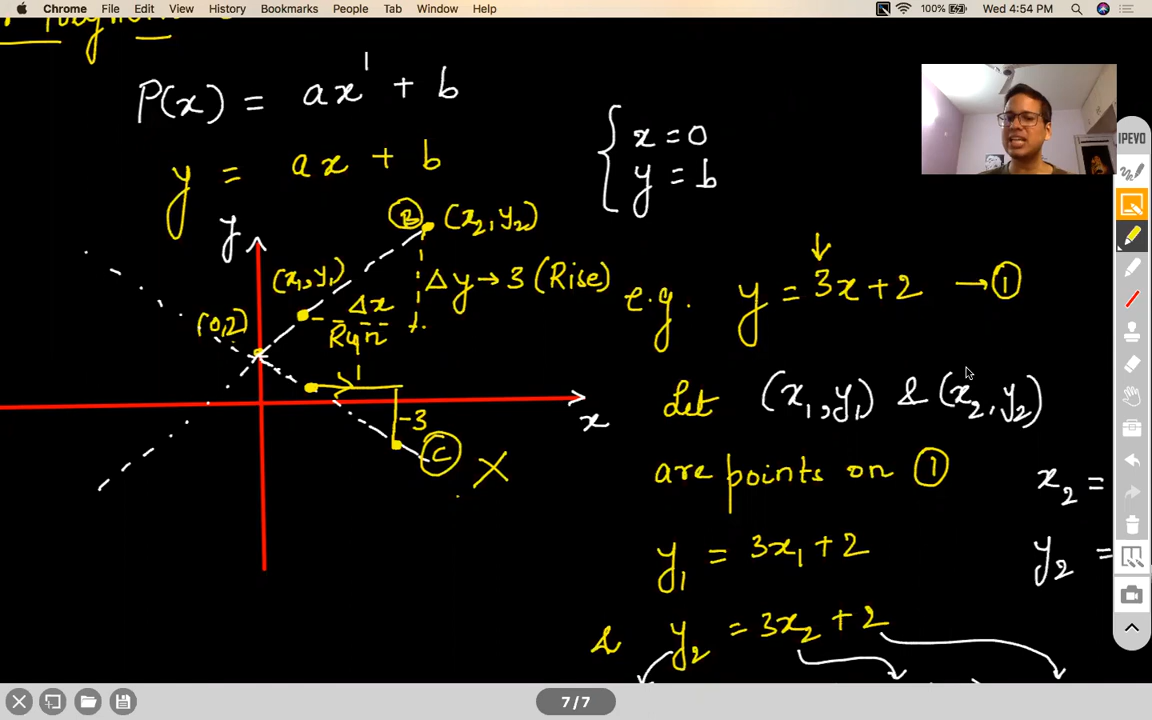 Chrome File Edit View History Bookmarks People Tab Window Help 100% Wed 4:54 PM
P(x) = ax¹ + b
y = ax + b
x = 0
y = b
y
B (x₂, y₂)
(x₁, y₁)
Δy → 3 (Rise)
Δx
Run
(0,2)
1
-3
C X
x
e.g. y = 3x + 2 → ①
Let (x₁, y₁) & (x₂, y₂)
are points on ①
x₂ =
y₁ = 3x₁ + 2
y₂ =
& y₂ = 3x₂ + 2
IPEVO
7 / 7